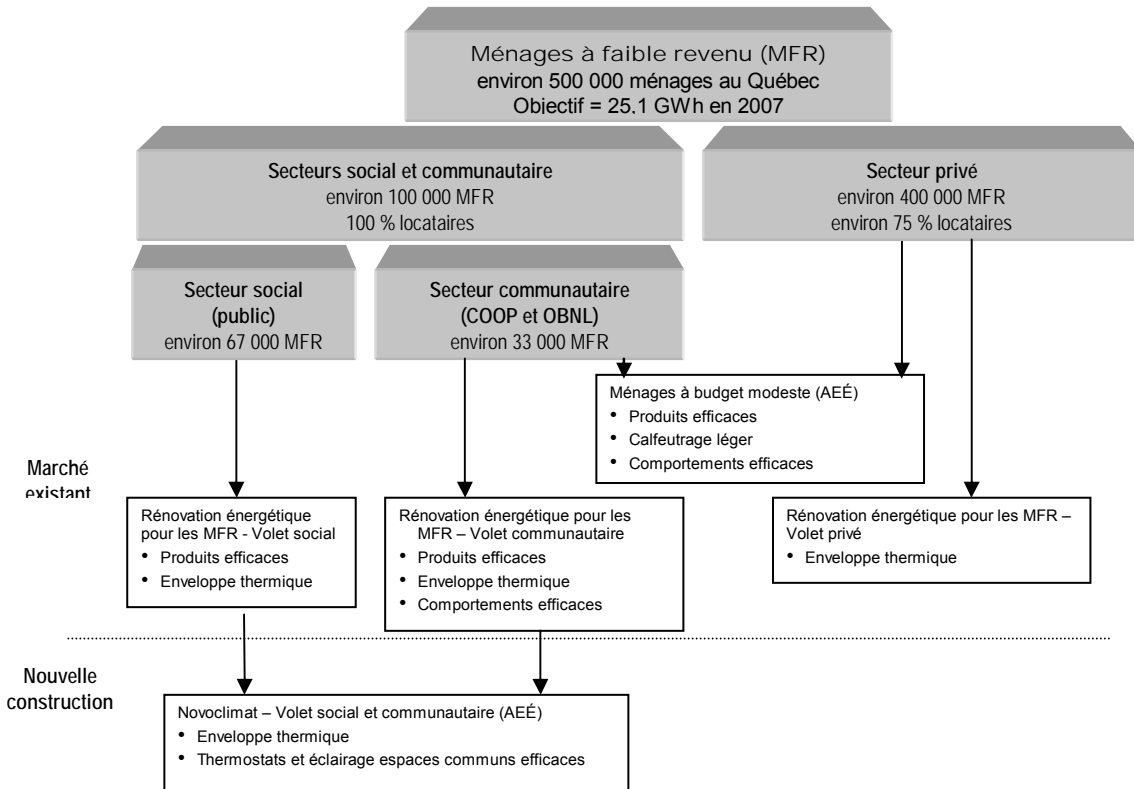 Ménages à faible revenu (MFR)
environ 500 000 ménages au Québec
Objectif = 25,1 GWh en 2007
Secteurs social et communautaire
environ 100 000 MFR
100 % locataires
Secteur privé
environ 400 000 MFR
environ 75 % locataires
Secteur social
(public)
environ 67 000 MFR
Secteur communautaire
(COOP et OBNL)
environ 33 000 MFR
Ménages à budget modeste (AEÉ)
• Produits efficaces
• Calfeutrage léger
• Comportements efficaces
Marché
existant
Rénovation énergétique
pour les MFR - Volet social
• Produits efficaces
• Enveloppe thermique
Rénovation énergétique pour les
MFR – Volet communautaire
• Produits efficaces
• Enveloppe thermique
• Comportements efficaces
Rénovation énergétique pour les MFR –
Volet privé
• Enveloppe thermique
Nouvelle
construction
Novoclimat – Volet social et communautaire (AEÉ)
• Enveloppe thermique
• Thermostats et éclairage espaces communs efficaces